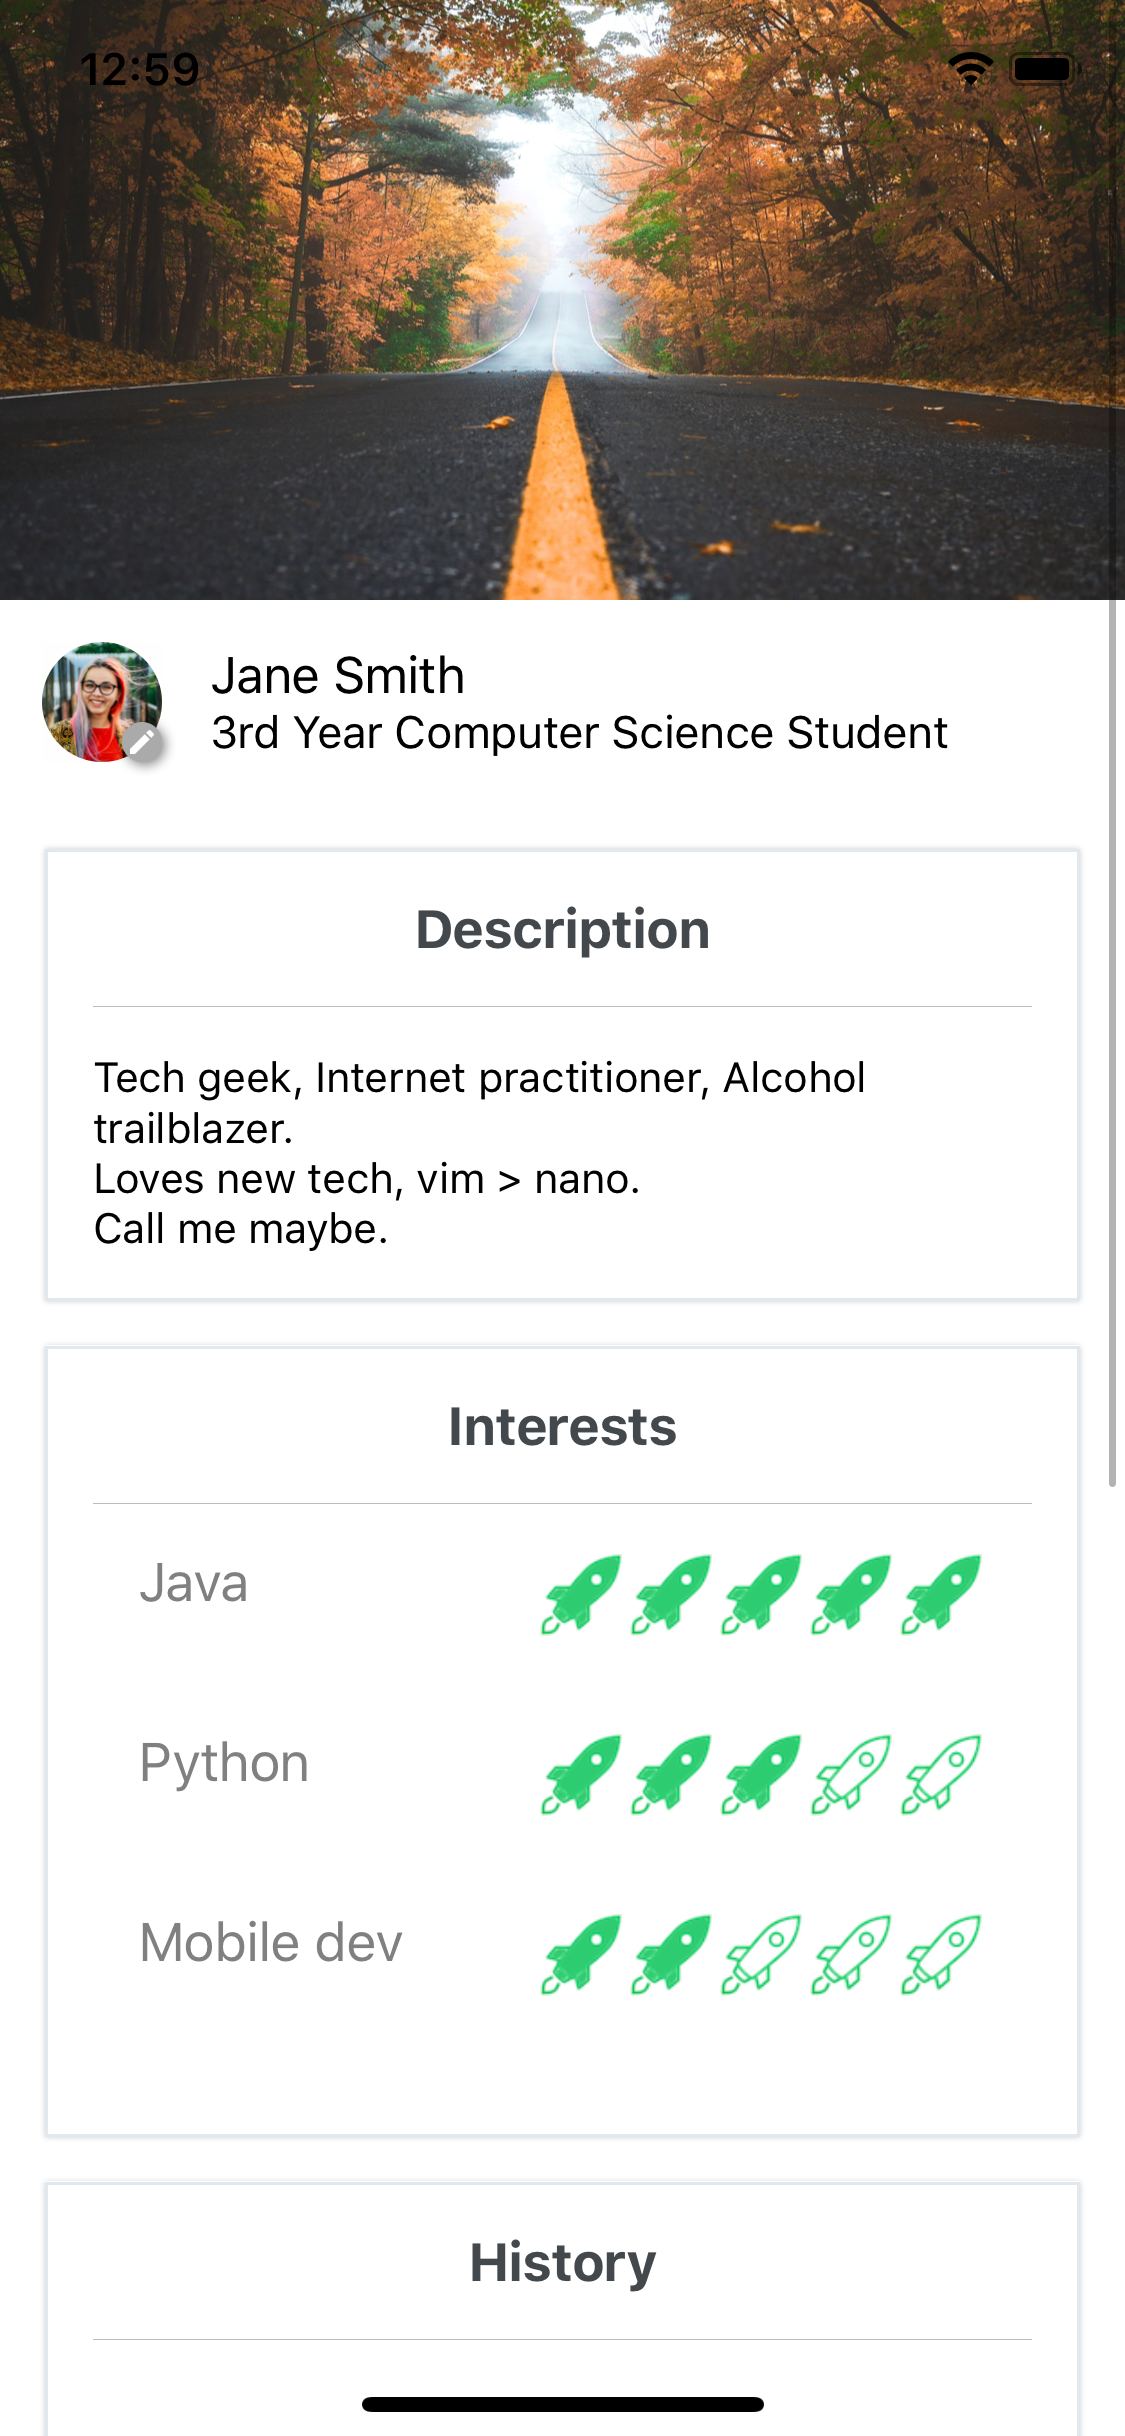 12:59
Jane Smith
3rd Year Computer Science Student
Description
Tech geek, Internet practitioner, Alcohol
trailblazer.
Loves new tech, vim > nano.
Call me maybe.
Interests
Java
Python
Mobile dev
History